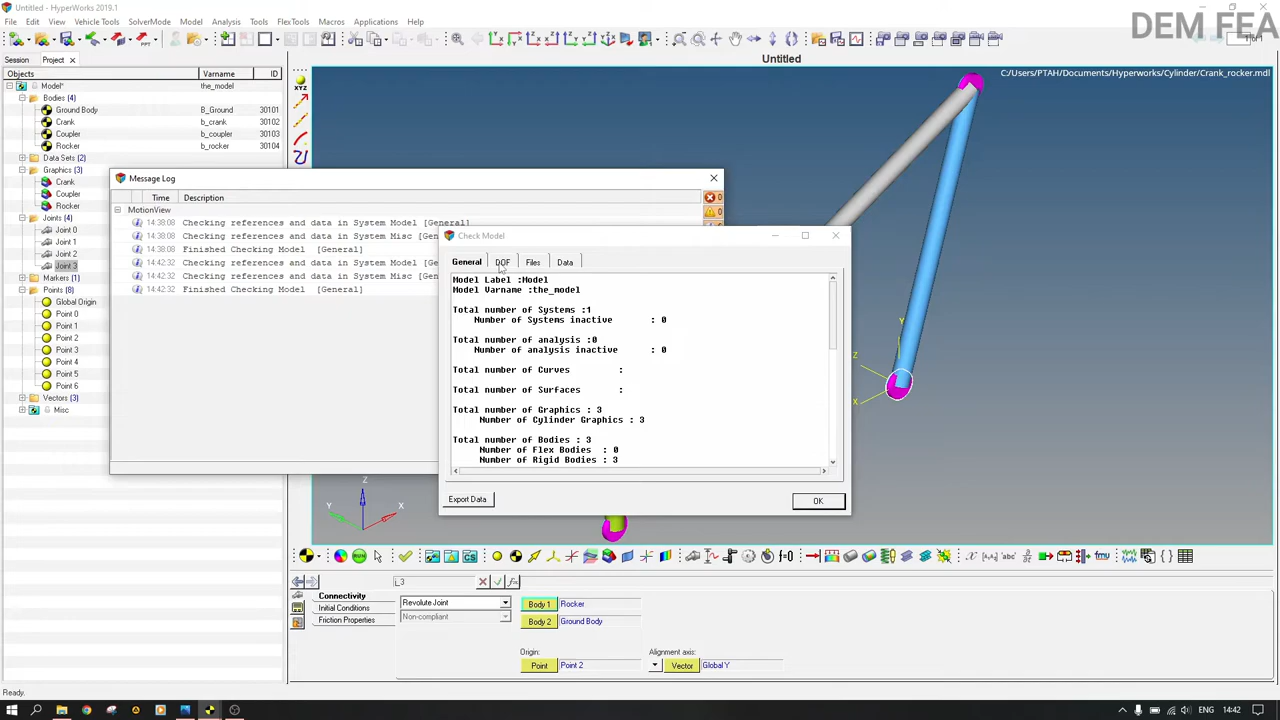 Untitled - HyperWorks 2019.1
File Edit View Vehicle Tools SolverMode Model Analysis Tools FlexTools Macros Applications Help
DEM FEA
Session Project
Untitled
Objects Varname ID
C:/Users/PTAH/Documents/Hyperworks/Cylinder/Crank_rocker.mdl
Model* the_model
Bodies (4)
Ground Body B_Ground 30101
Crank b_crank 30102
Coupler b_coupler 30103
Rocker b_rocker 30104
Data Sets (2)
Graphics (3)
Crank
Coupler
Rocker
Joints (4)
Joint 0
Joint 1
Joint 2
Joint 3
Markers (1)
Points (8)
Global Origin
Point 0
Point 1
Point 2
Point 3
Point 4
Point 5
Point 6
Vectors (3)
Misc
Message Log
Time Description
MotionView
14:38:08 Checking references and data in System Model [General]
14:38:08 Checking references and data in System Misc [Gen
14:38:08 Finished Checking Model [General]
14:42:32 Checking references and data in System Model [Ge
14:42:32 Checking references and data in System Misc [Gen
14:42:32 Finished Checking Model [General]
0
0
Check Model
General DOF Files Data
Model Label :Model
Model Varname :the_model
Total number of Systems :1
Number of Systems inactive : 0
Total number of analysis :0
Number of analysis inactive : 0
Total number of Curves :
Total number of Surfaces :
Total number of Graphics : 3
Number of Cylinder Graphics : 3
Total number of Bodies : 3
Number of Flex Bodies : 0
Number of Rigid Bodies : 3
Export Data OK
Y
Z
X
Z
Y X
j_3
Connectivity
Initial Conditions
Friction Properties
Revolute Joint
Non-compliant
Body 1 Rocker
Body 2 Ground Body
Origin: Alignment axis:
Point Point 2 Vector Global Y
Ready.
ENG 14:42